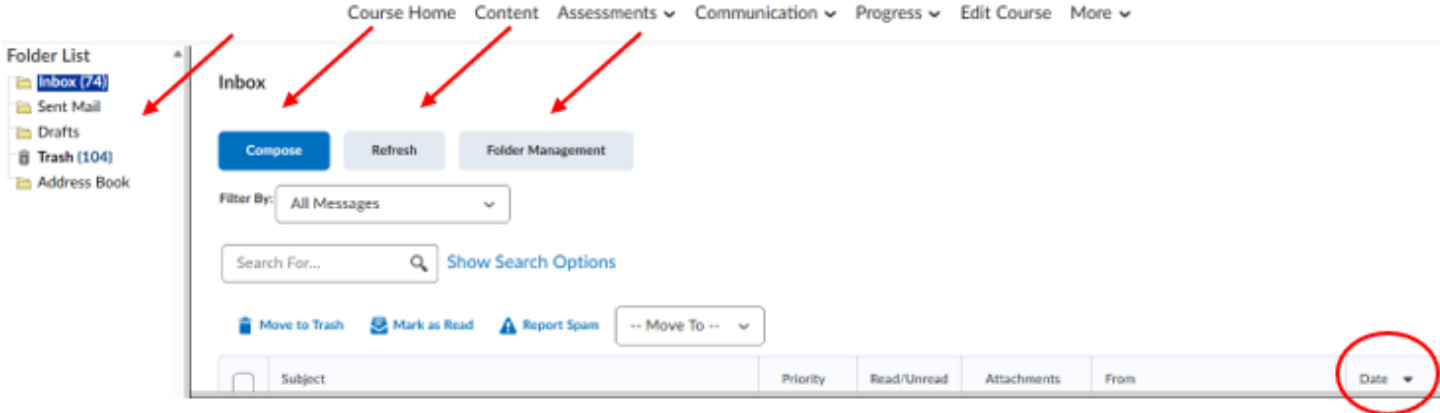 Course Home Content Assessments Communication Progress Edit Course More
Folder List
Inbox (74)
Sent Mail
Drafts
Trash (104)
Address Book
Inbox
Compose Refresh Folder Management
Filter By: All Messages
Search For... Show Search Options
Move to Trash Mark as Read Report Spam -- Move To --
Subject Priority Read/Unread Attachments From Date